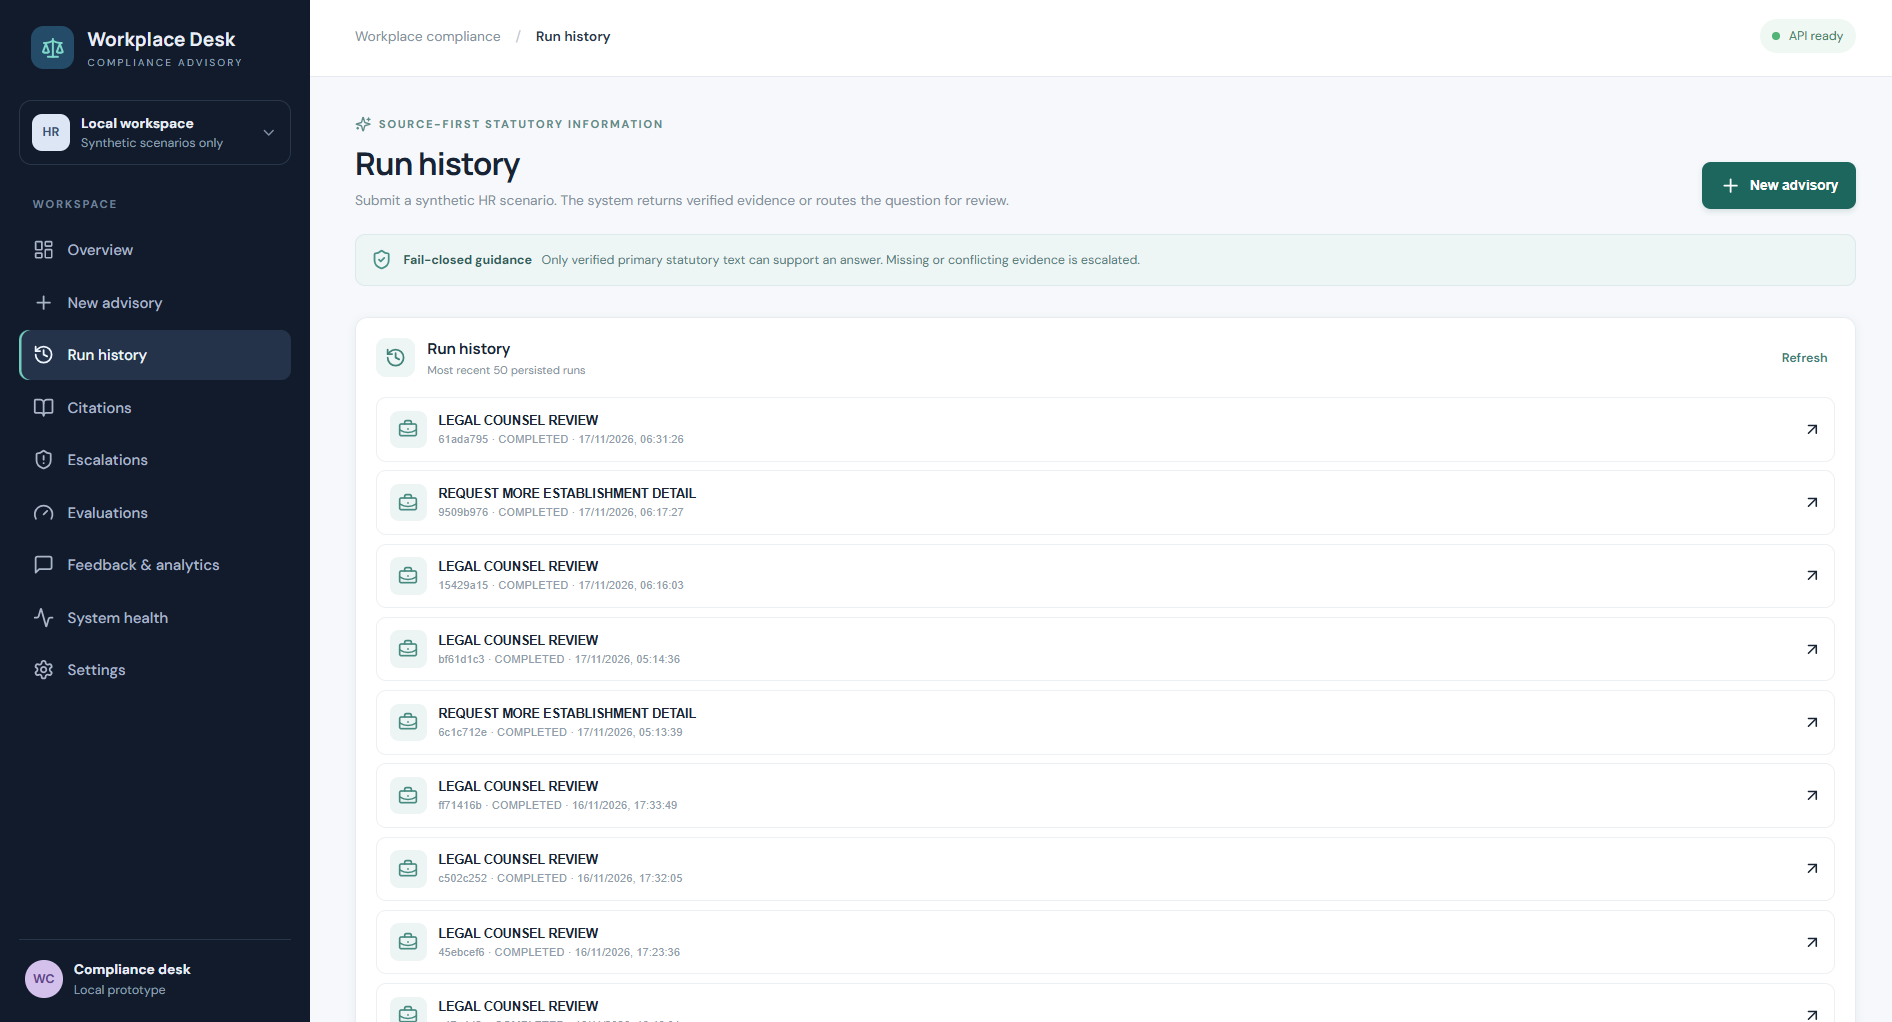 Workplace Desk
COMPLIANCE ADVISORY
HR
Local workspace
Synthetic scenarios only
WORKSPACE
Overview
New advisory
Run history
Citations
Escalations
Evaluations
Feedback & analytics
System health
Settings
WC
Compliance desk
Local prototype
Workplace compliance / Run history
API ready
SOURCE-FIRST STATUTORY INFORMATION
Run history
Submit a synthetic HR scenario. The system returns verified evidence or routes the question for review.
New advisory
Fail-closed guidance Only verified primary statutory text can support an answer. Missing or conflicting evidence is escalated.
Run history
Most recent 50 persisted runs
Refresh
LEGAL COUNSEL REVIEW
61ada795 · COMPLETED · 17/11/2026, 06:31:26
REQUEST MORE ESTABLISHMENT DETAIL
9509b976 · COMPLETED · 17/11/2026, 06:17:27
LEGAL COUNSEL REVIEW
15429a15 · COMPLETED · 17/11/2026, 06:16:03
LEGAL COUNSEL REVIEW
bf61d1c3 · COMPLETED · 17/11/2026, 05:14:36
REQUEST MORE ESTABLISHMENT DETAIL
6c1c712e · COMPLETED · 17/11/2026, 05:13:39
LEGAL COUNSEL REVIEW
ff71416b · COMPLETED · 16/11/2026, 17:33:49
LEGAL COUNSEL REVIEW
c502c252 · COMPLETED · 16/11/2026, 17:32:05
LEGAL COUNSEL REVIEW
45ebcef6 · COMPLETED · 16/11/2026, 17:23:36
LEGAL COUNSEL REVIEW